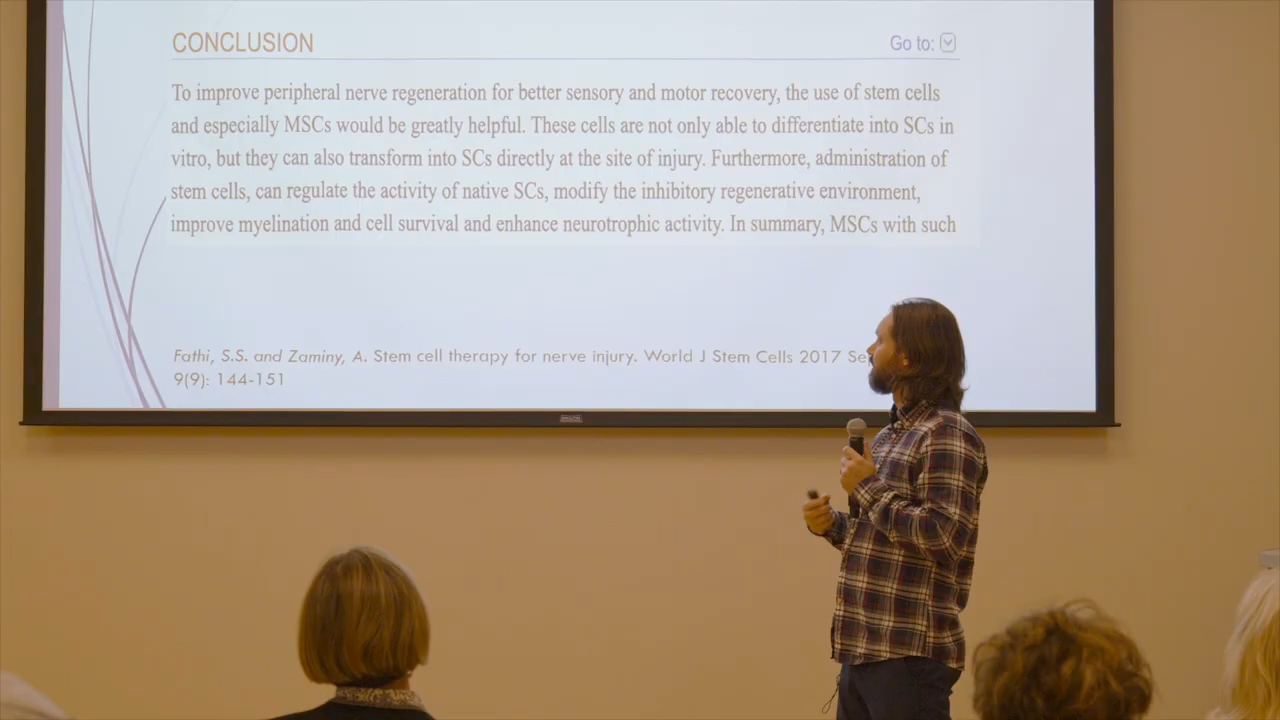 CONCLUSION
Go to:
To improve peripheral nerve regeneration for better sensory and motor recovery, the use of stem cells
and especially MSCs would be greatly helpful. These cells are not only able to differentiate into SCs in
vitro, but they can also transform into SCs directly at the site of injury. Furthermore, administration of
stem cells, can regulate the activity of native SCs, modify the inhibitory regenerative environment,
improve myelination and cell survival and enhance neurotrophic activity. In summary, MSCs with such
Fathi, S.S. and Zaminy, A. Stem cell therapy for nerve injury. World J Stem Cells 2017
9(9): 144-151